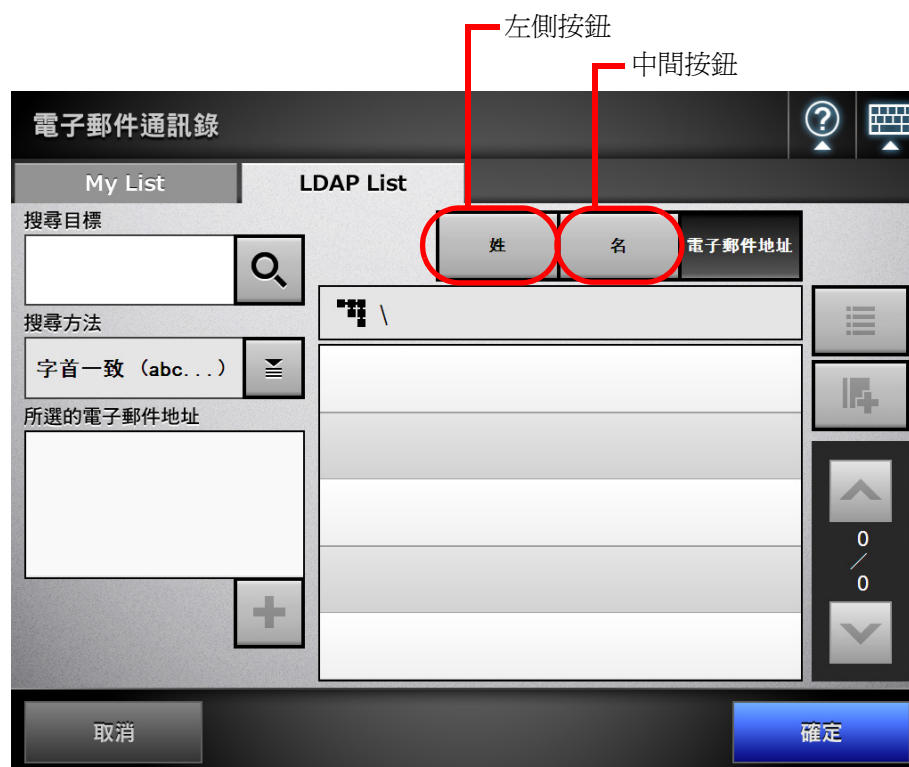 左側按鈕
中間按鈕
電子郵件通訊錄
My List
LDAP List
搜尋目標
姓
名
電子郵件地址
\
搜尋方法
字首一致（abc...）
所選的電子郵件地址
0
/
0
取消
確定